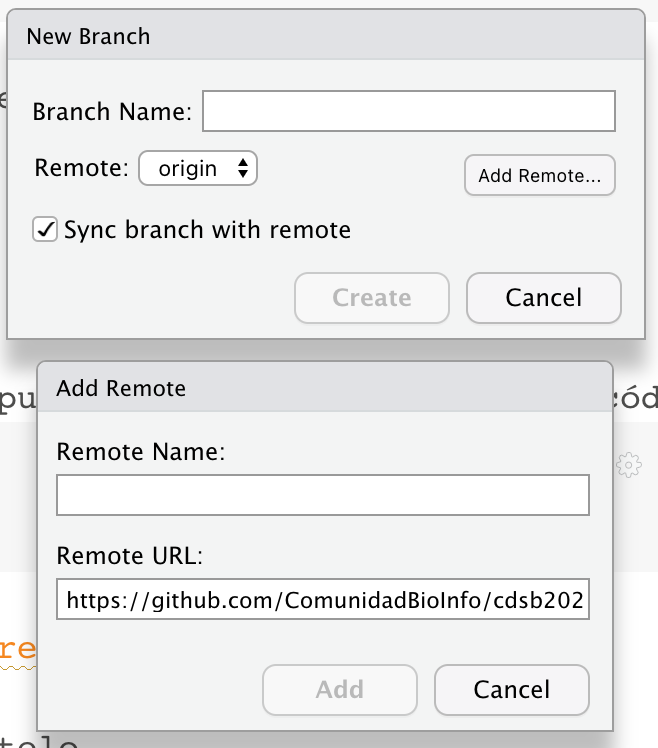 New Branch
Branch Name:
Remote: origin Add Remote...
Sync branch with remote
Create Cancel
Add Remote
Remote Name:
Remote URL:
https://github.com/ComunidadBioInfo/cdsb202
Add Cancel